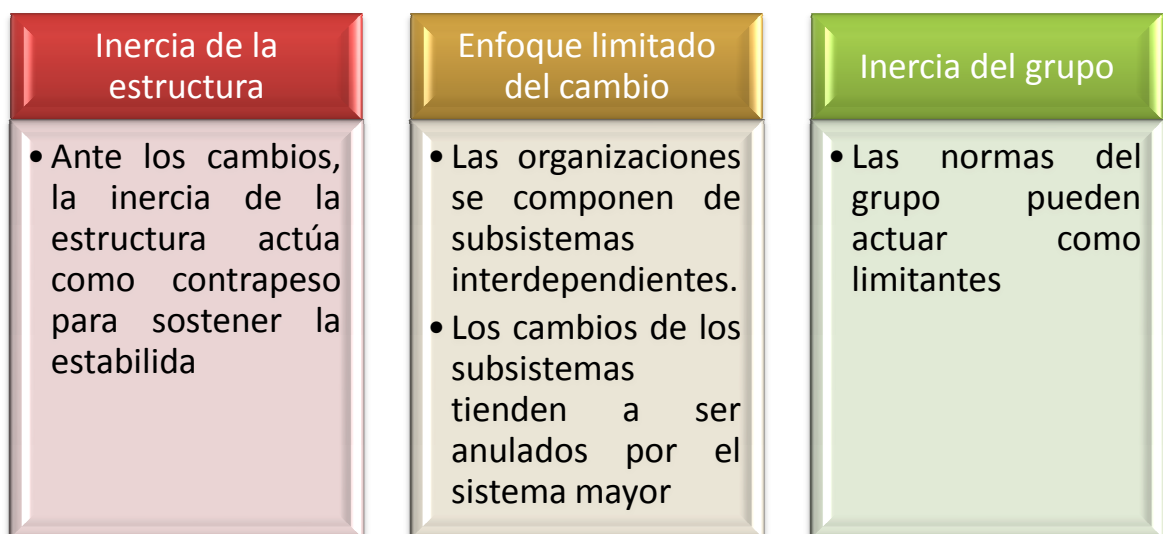 Inercia de la
estructura
• Ante los cambios,
la inercia de la
estructura actúa
como contrapeso
para sostener la
estabilida
Enfoque limitado
del cambio
• Las organizaciones
se componen de
subsistemas
interdependientes.
• Los cambios de los
subsistemas
tienden a ser
anulados por el
sistema mayor
Inercia del grupo
• Las normas del
grupo pueden
actuar como
limitantes